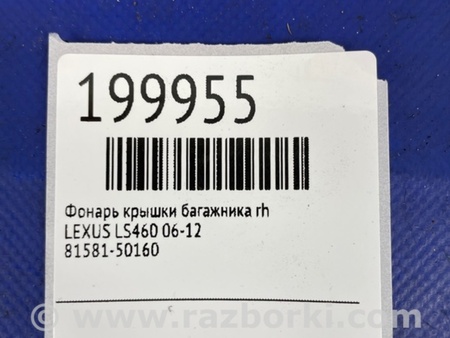 199955
Фонарь крышки багажника rh
LEXUS LS460 06-12
81581-50160
www.razborki.com